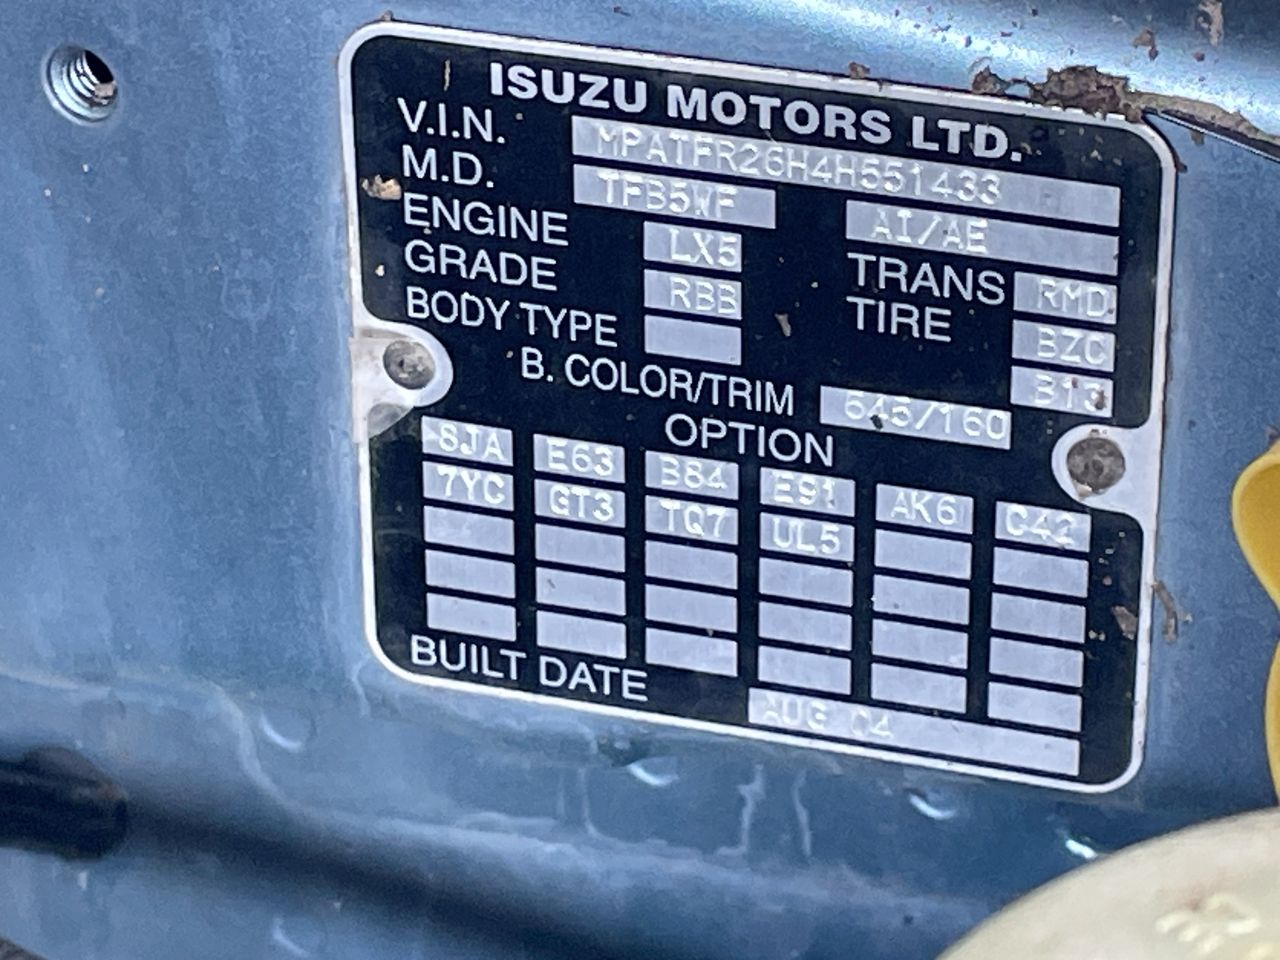 ISUZU MOTORS LTD.
V.I.N. MPATFR26H4H551433
M.D. TFB5WF AI/AE
ENGINE LX5 TRANS RMD
GRADE RBB TIRE BZC
BODY TYPE B13
B. COLOR/TRIM 645/160
OPTION
8JA E63 B84 E91 AK6 C42
7YC GT3 TQ7 UL5
BUILT DATE AUG 04